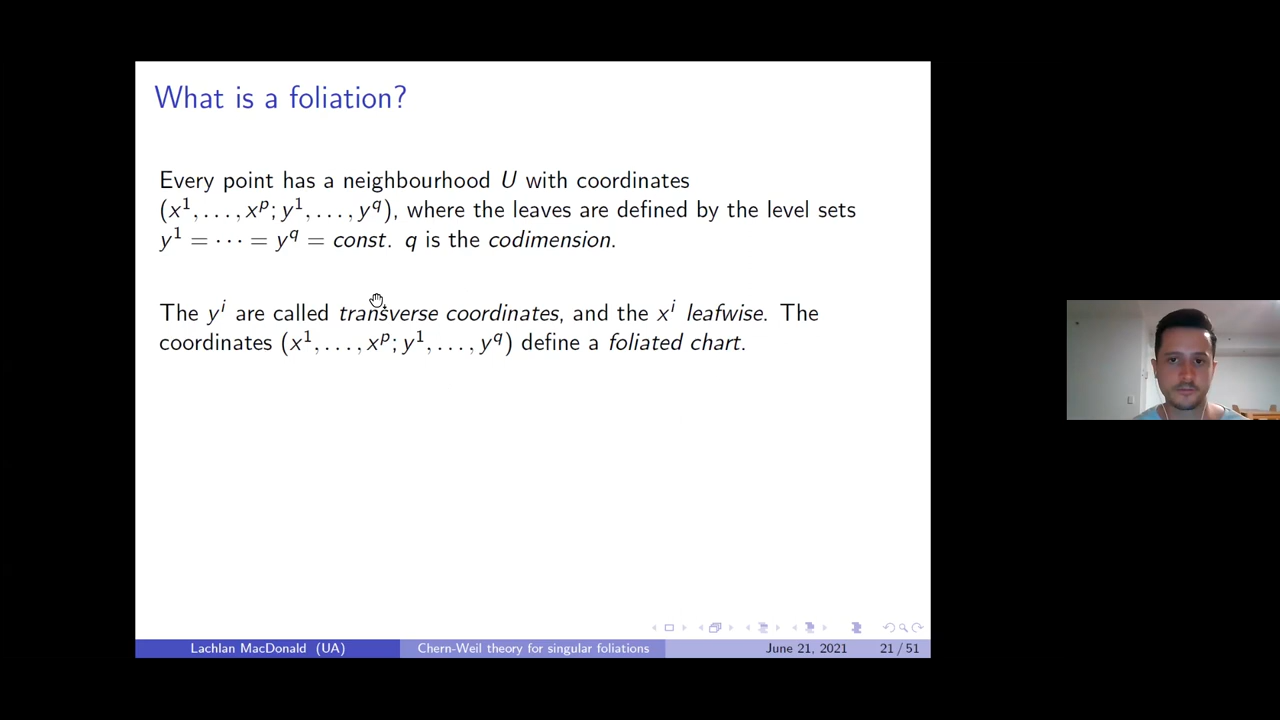 What is a foliation?
Every point has a neighbourhood U with coordinates
(x¹, . . . , xᵖ; y¹, . . . , y^q), where the leaves are defined by the level sets
y¹ = · · · = y^q = const. q is the codimension.
The yⁱ are called transverse coordinates, and the xⁱ leafwise. The
coordinates (x¹, . . . , xᵖ; y¹, . . . , y^q) define a foliated chart.
Lachlan MacDonald (UA) Chern-Weil theory for singular foliations June 21, 2021 21 / 51